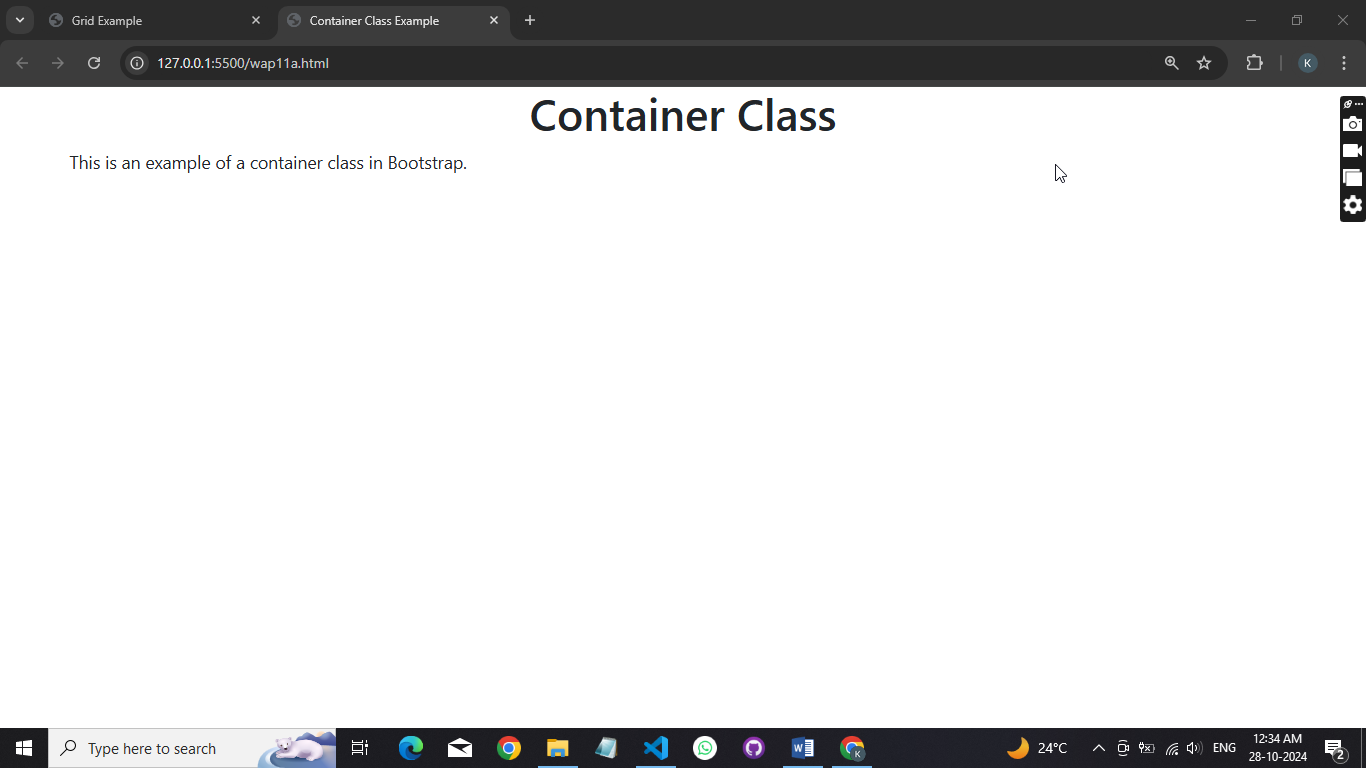 Grid Example
Container Class Example
127.0.0.1:5500/wap11a.html
K
Container Class
This is an example of a container class in Bootstrap.
Type here to search
K
24°C
ENG
12:34 AM
28-10-2024
2